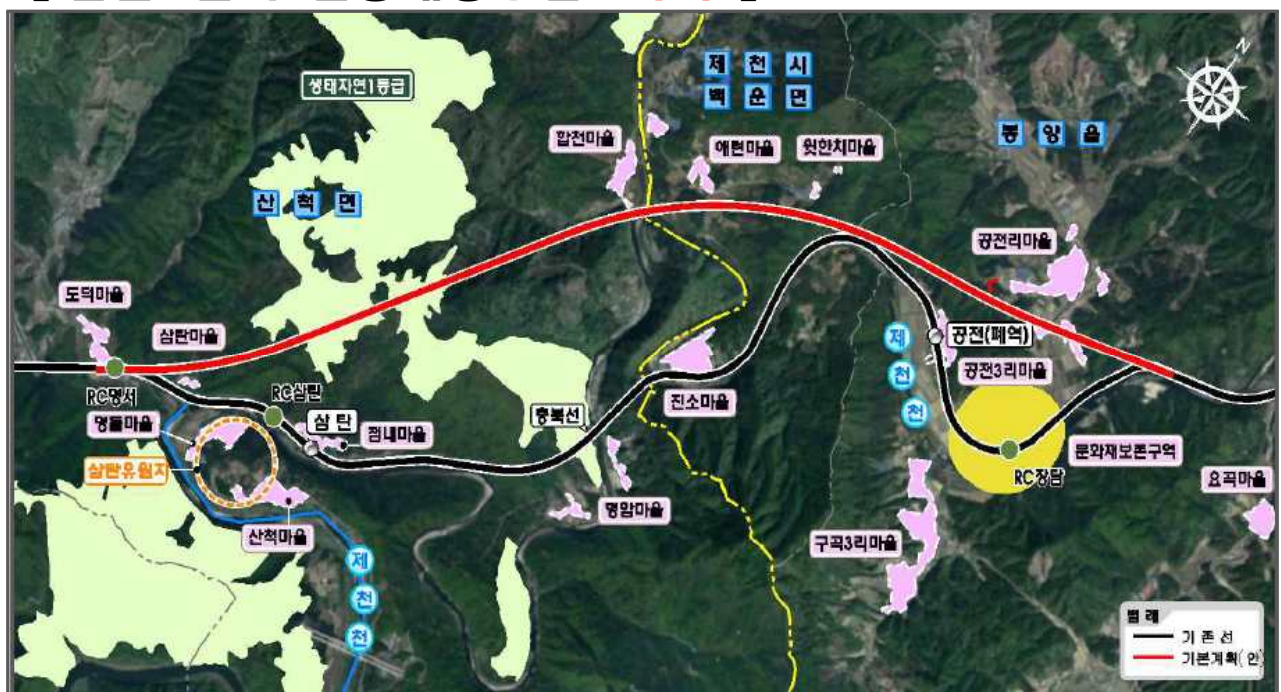 생태자연1등급
제천시
백운면
봉양읍
합천마을
애련마을
윗한치마을
산척면
공전리마을
도덕마을
삼탄마을
RC명서
RC삼탄
삼탄
명돌마을
점내마을
충북선
진소마을
제천천
공전(폐역)
공전3리마을
삼탄유원지
문화재보존구역
RC장담
요곡마을
산척마을
명암마을
구곡3리마을
제천천
범례
기존선
기본계획(안)